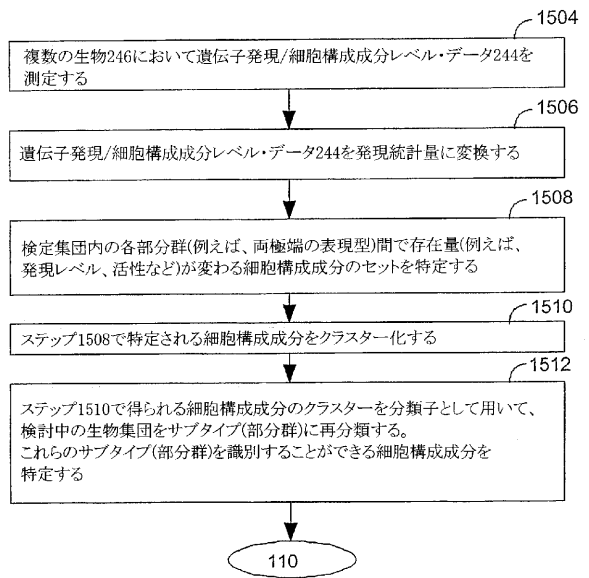 1504
複数の生物246において遺伝子発現/細胞構成成分レベル・データ244を
測定する
1506
遺伝子発現/細胞構成成分レベル・データ244を発現統計量に変換する
1508
検定集団内の各部分群(例えば、両極端の表現型)間で存在量(例えば、
発現レベル、活性など)が変わる細胞構成成分のセットを特定する
1510
ステップ1508で特定される細胞構成成分をクラスター化する
1512
ステップ1510で得られる細胞構成成分のクラスターを分類子として用いて、
検討中の生物集団をサブタイプ(部分群)に再分類する。
これらのサブタイプ(部分群)を識別することができる細胞構成成分を
特定する
110